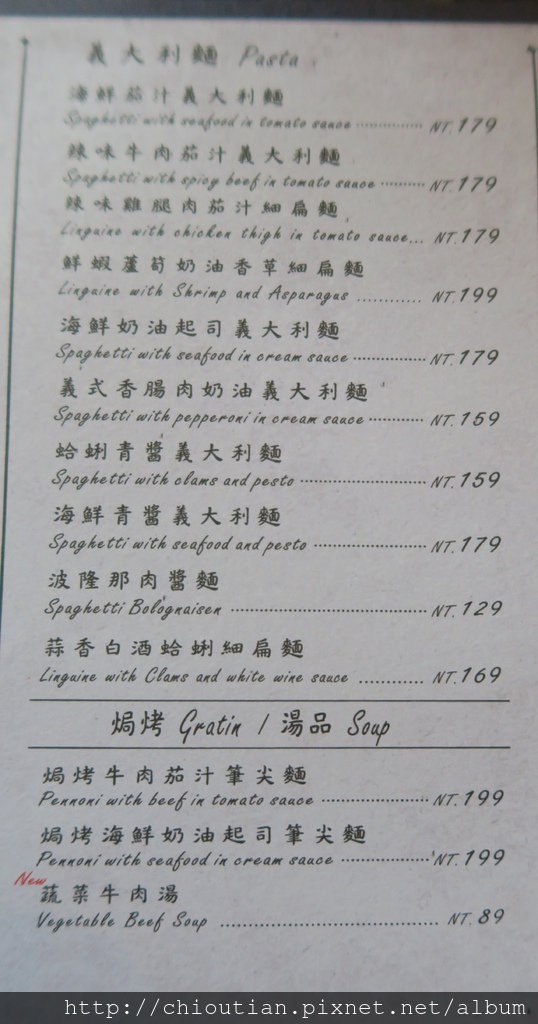 義大利麵 Pasta
海鮮茄汁義大利麵
Spaghetti with seafood in tomato sauce ················ NT.179
辣味牛肉茄汁義大利麵
Spaghetti with spicy beef in tomato sauce ·········· NT.179
辣味雞腿肉茄汁細扁麵
Linguine with chicken thigh in tomato sauce... NT.179
鮮蝦蘆筍奶油香草細扁麵
Linguine with Shrimp and Asparagus ............ NT.199
海鮮奶油起司義大利麵
Spaghetti with seafood in cream sauce ················ NT.179
義式香腸肉奶油義大利麵
Spaghetti with pepperoni in cream sauce ············ NT.159
蛤蜊青醬義大利麵
Spaghetti with clams and pesto ··························· NT.159
海鮮青醬義大利麵
Spaghetti with seafood and pesto ························ NT.179
波隆那肉醬麵
Spaghetti Bolognaisen ········································· NT.129
蒜香白酒蛤蜊細扁麵
Linguine with Clams and white wine sauce ............ NT.169
焗烤 Gratin / 湯品 Soup
焗烤牛肉茄汁筆尖麵
Pennoni with beef in tomato sauce ······················· NT.199
焗烤海鮮奶油起司筆尖麵
Pennoni with seafood in cream sauce ··················· NT.199
New
蔬菜牛肉湯
Vegetable Beef Soup ........................................ NT.89
http://chioutian.pixnet.net/album